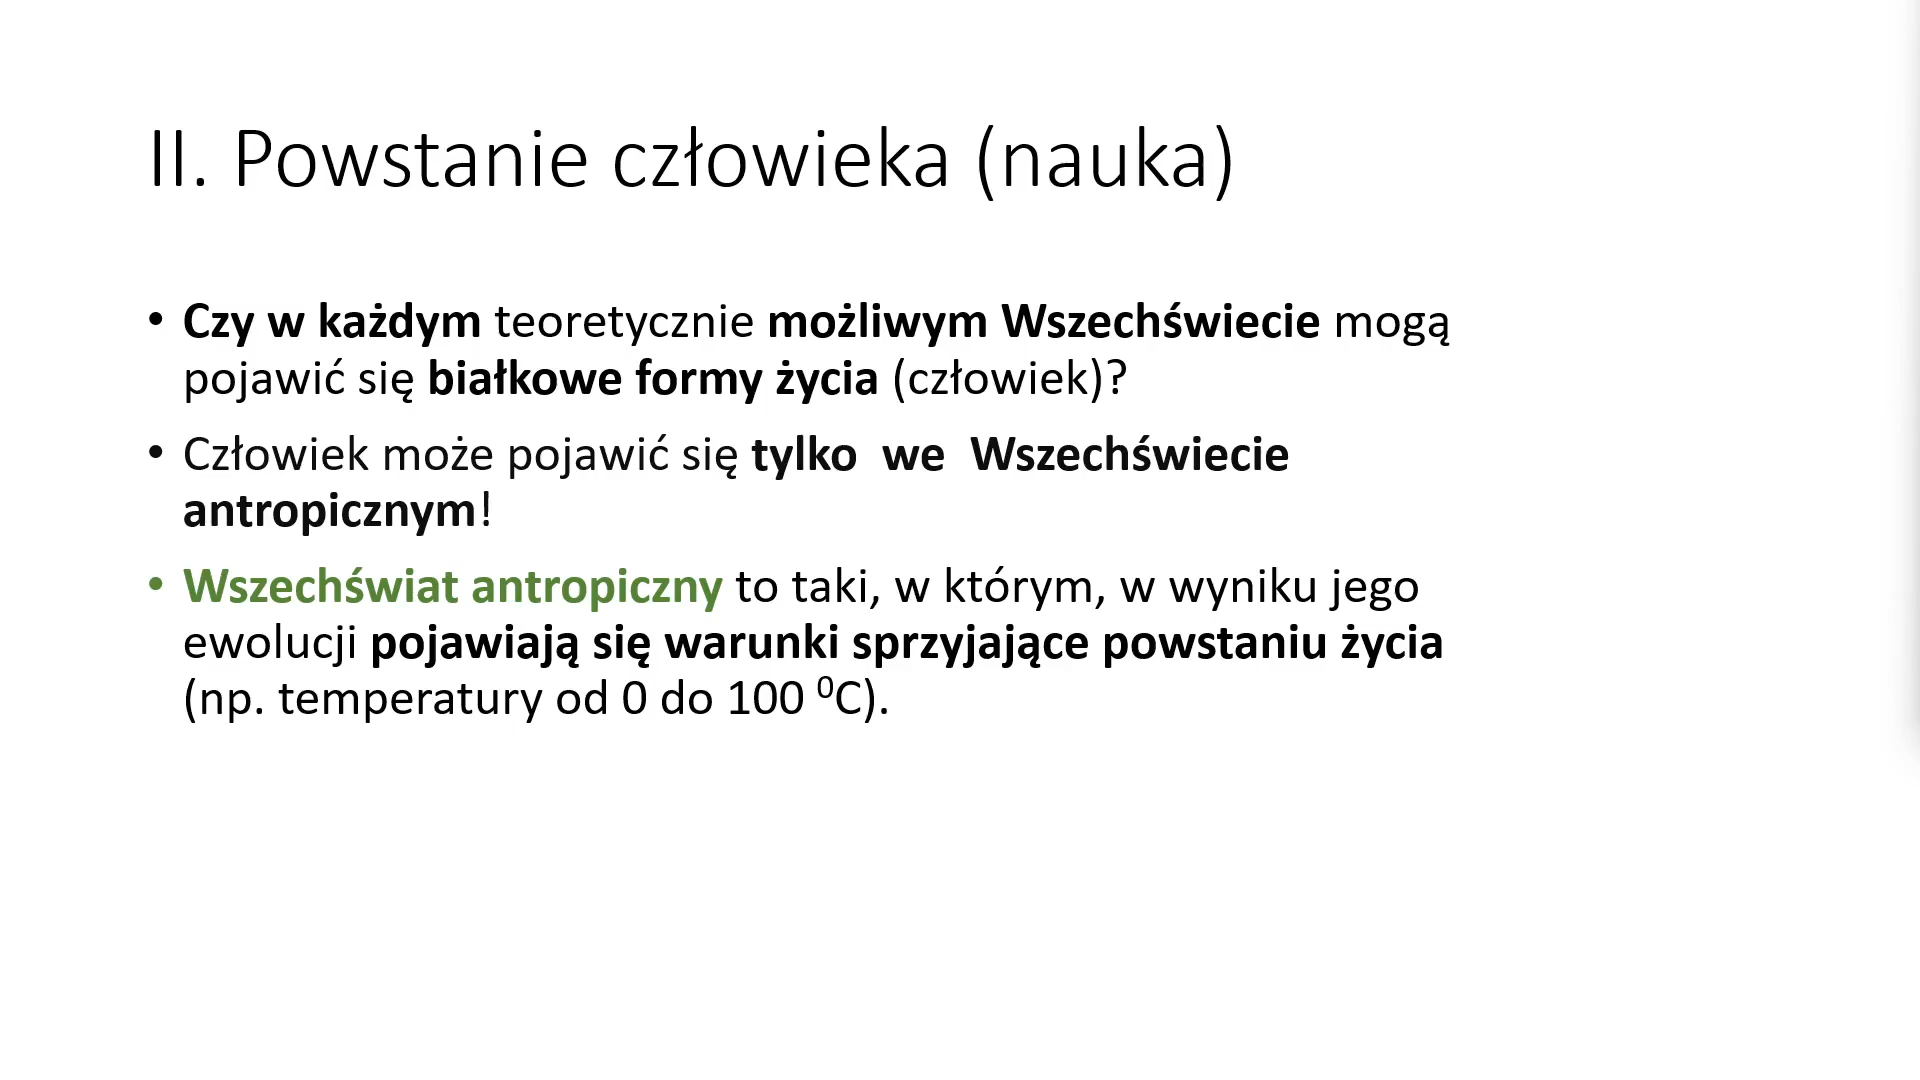 II. Powstanie człowieka (nauka)
• Czy w każdym teoretycznie możliwym Wszechświecie mogą
pojawić się białkowe formy życia (człowiek)?
• Człowiek może pojawić się tylko  we  Wszechświecie
antropicznym!
• Wszechświat antropiczny to taki, w którym, w wyniku jego
ewolucji pojawiają się warunki sprzyjające powstaniu życia
(np. temperatury od 0 do 100 ⁰C).